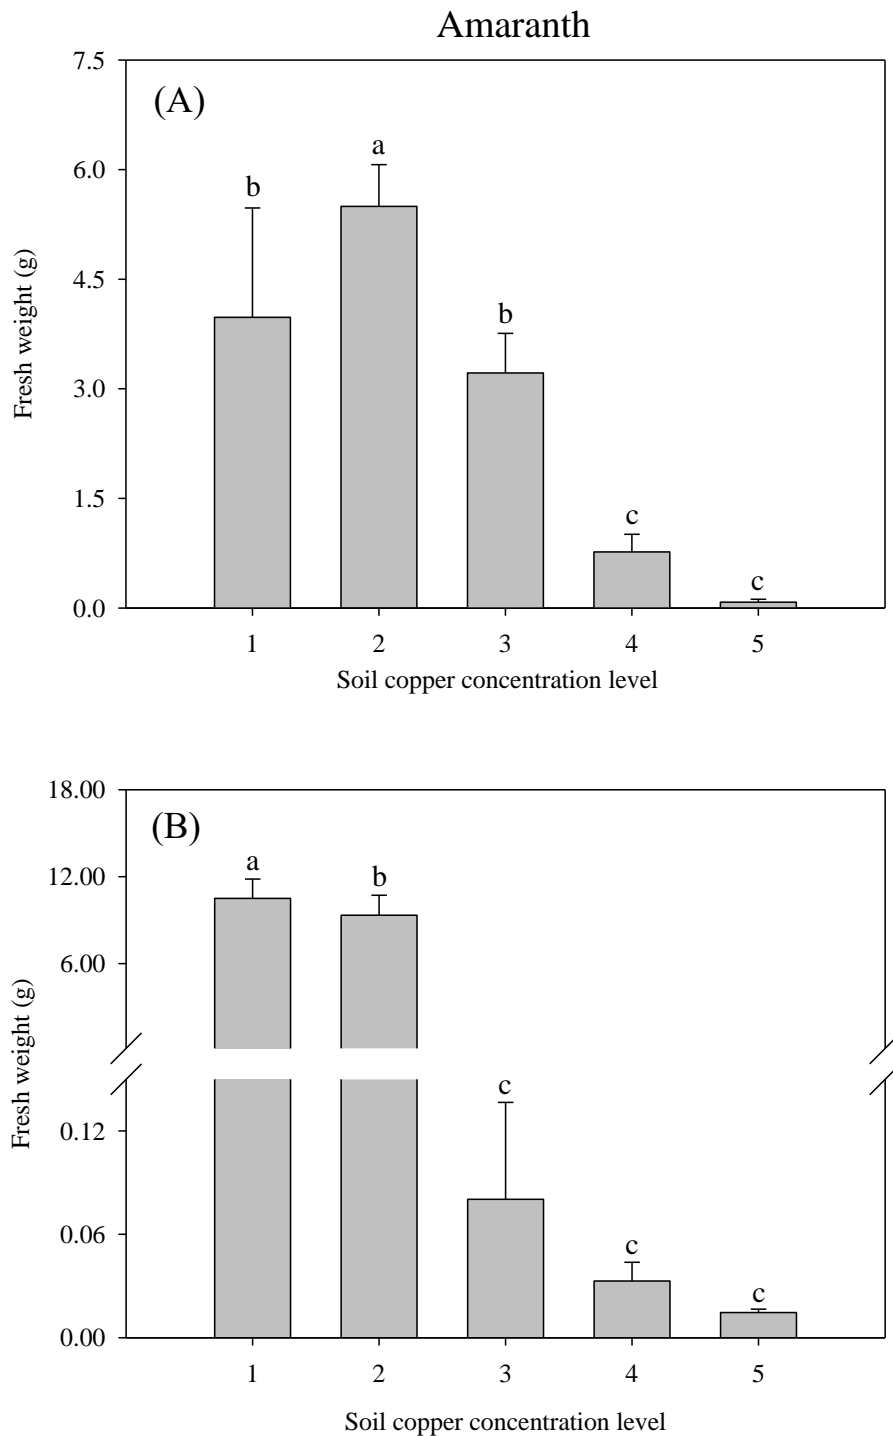 Amaranth
7.5
(A)
a
6.0
b
4.5
b
3.0
1.5
c
c
0.0
Fresh weight (g)
1 2 3 4 5
Soil copper concentration level
18.00
(B)
a
12.00
b
6.00
c
0.12
0.06
c
c
0.00
Fresh weight (g)
1 2 3 4 5
Soil copper concentration level